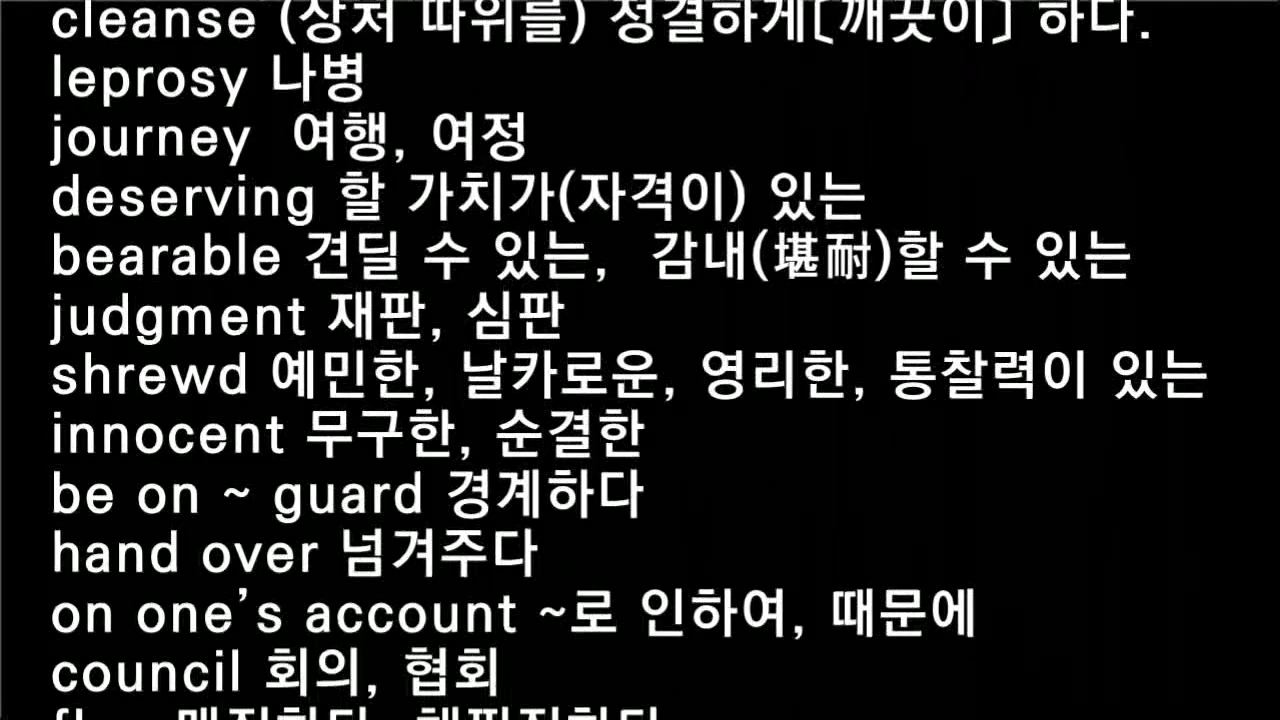 cleanse (상처 따위를) 정결하게[깨끗이] 하다.
leprosy 나병
journey 여행, 여정
deserving 할 가치가(자격이) 있는
bearable 견딜 수 있는, 감내(堪耐)할 수 있는
judgment 재판, 심판
shrewd 예민한, 날카로운, 영리한, 통찰력이 있는
innocent 무구한, 순결한
be on ~ guard 경계하다
hand over 넘겨주다
on one's account ~로 인하여, 때문에
council 회의, 협회